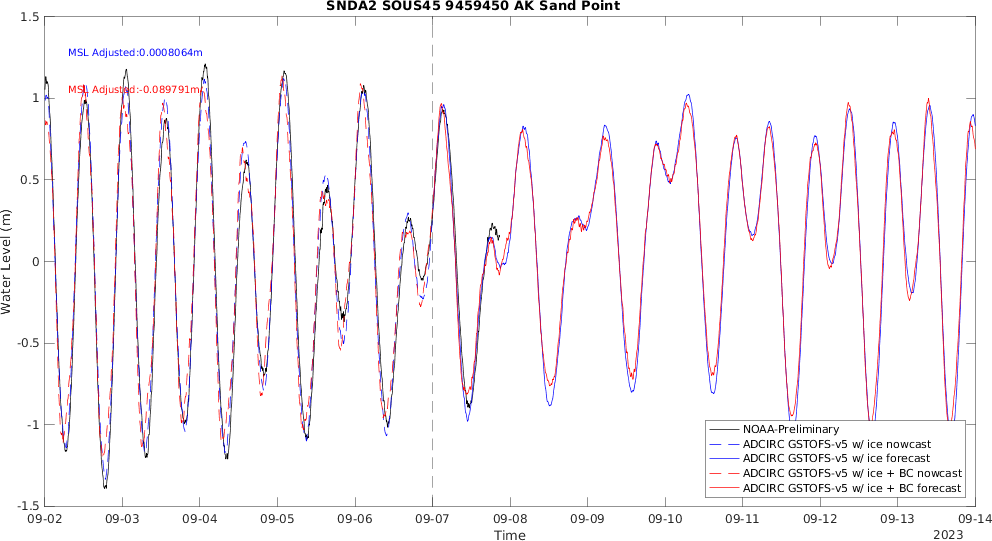 SNDA2 SOUS45 9459450 AK Sand Point
1.5
MSL Adjusted:0.0008064m
MSL Adjusted:-0.089791m
1
0.5
0
-0.5
-1
-1.5
Water Level (m)
NOAA-Preliminary
ADCIRC GSTOFS-v5 w/ ice nowcast
ADCIRC GSTOFS-v5 w/ ice forecast
ADCIRC GSTOFS-v5 w/ ice + BC nowcast
ADCIRC GSTOFS-v5 w/ ice + BC forecast
09-02 09-03 09-04 09-05 09-06 09-07 09-08 09-09 09-10 09-11 09-12 09-13 09-14
Time
2023